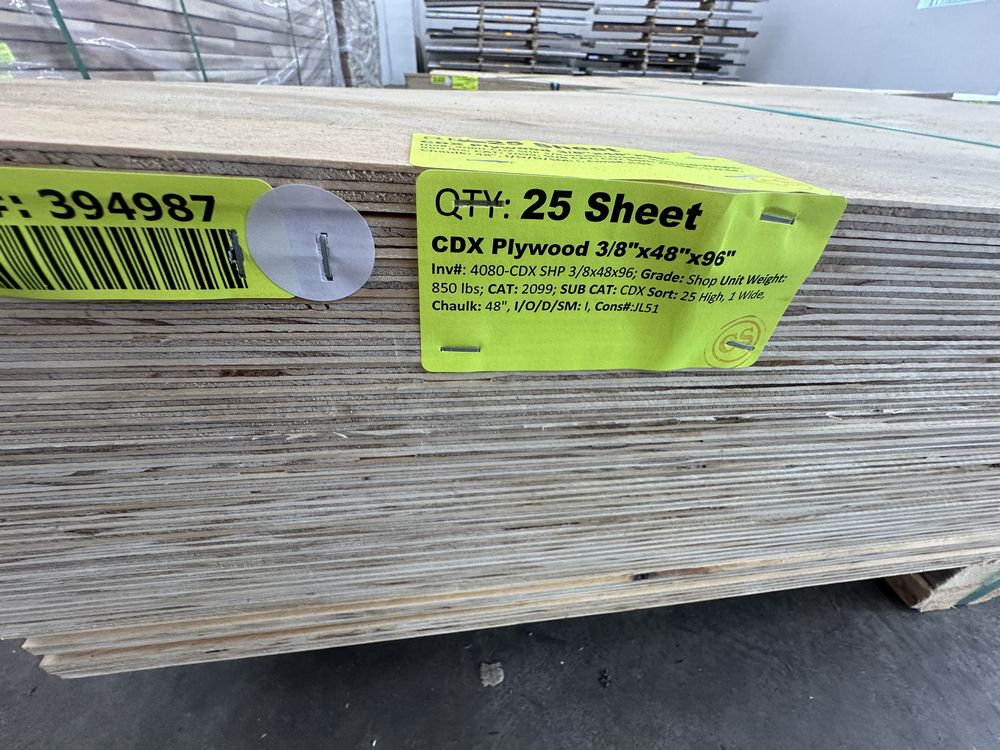 #: 394987
QTY: 25 Sheet
CDX Plywood 3/8"x48"x96"
Inv#: 4080-CDX SHP 3/8x48x96; Grade: Shop Unit Weight:
850 lbs; CAT: 2099; SUB CAT: CDX Sort: 25 High, 1 Wide,
Chaulk: 48", I/O/D/SM: I, Cons#:JL51
CS